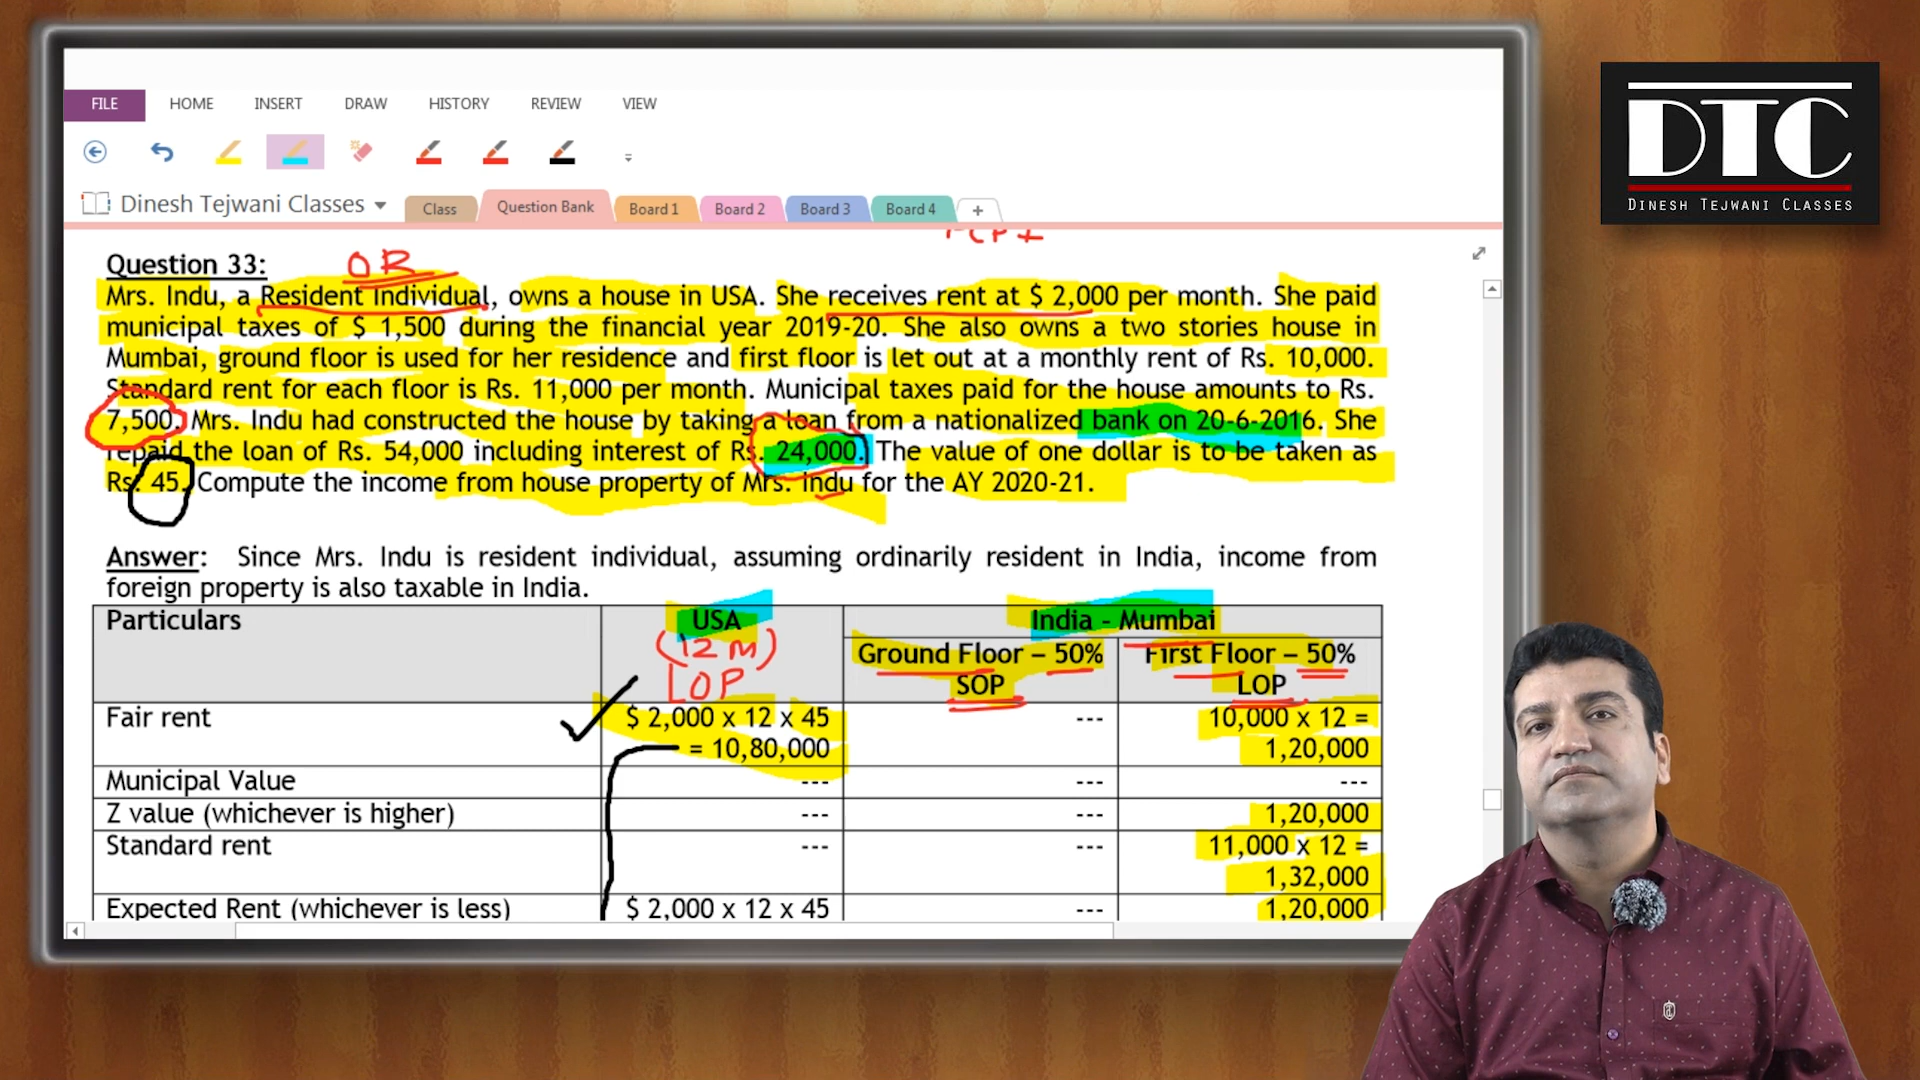 FILE HOME INSERT DRAW HISTORY REVIEW VIEW
Dinesh Tejwani Classes Class Question Bank Board 1 Board 2 Board 3 Board 4 +
DTC
DINESH TEJWANI CLASSES
Question 33: OR
Mrs. Indu, a Resident Individual, owns a house in USA. She receives rent at $ 2,000 per month. She paid
municipal taxes of $ 1,500 during the financial year 2019-20. She also owns a two stories house in
Mumbai, ground floor is used for her residence and first floor is let out at a monthly rent of Rs. 10,000.
Standard rent for each floor is Rs. 11,000 per month. Municipal taxes paid for the house amounts to Rs.
7,500. Mrs. Indu had constructed the house by taking a loan from a nationalized bank on 20-6-2016. She
repaid the loan of Rs. 54,000 including interest of Rs. 24,000. The value of one dollar is to be taken as
Rs. 45. Compute the income from house property of Mrs. Indu for the AY 2020-21.
Answer: Since Mrs. Indu is resident individual, assuming ordinarily resident in India, income from
foreign property is also taxable in India.
Particulars USA India - Mumbai
(12 M) Ground Floor – 50% First Floor – 50%
LOP SOP LOP
Fair rent $ 2,000 x 12 x 45 --- 10,000 x 12 =
= 10,80,000 1,20,000
Municipal Value --- --- ---
Z value (whichever is higher) --- --- 1,20,000
Standard rent --- --- 11,000 x 12 =
1,32,000
Expected Rent (whichever is less) $ 2,000 x 12 x 45 --- 1,20,000